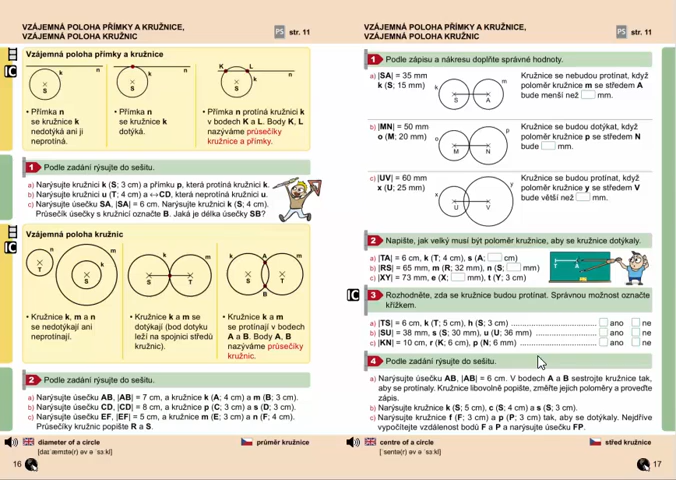 VZÁJEMNÁ POLOHA PŘÍMKY A KRUŽNICE,
VZÁJEMNÁ POLOHA KRUŽNIC
PS str. 11
Vzájemná poloha přímky a kružnice
k n S
k n S
K L k n S
• Přímka n
se kružnice k
nedotýká ani ji
neprotíná.
• Přímka n
se kružnice k
dotýká.
• Přímka n protíná kružnici k
v bodech K a L. Body K, L
nazýváme průsečíky
kružnice a přímky.
1 Podle zadání rýsujte do sešitu.
a) Narýsujte kružnici k (S; 3 cm) a přímku p, která protíná kružnici k.
b) Narýsujte kružnici u (T; 4 cm) a ↔CD, která neprotíná kružnici u.
c) Narýsujte úsečku SA, |SA| = 6 cm. Narýsujte kružnici k (S; 4 cm).
Průsečík úsečky s kružnicí označte B. Jaká je délka úsečky SB?
Vzájemná poloha kružnic
n T m k S
k m S T
k A m S T B
• Kružnice k, m a n
se nedotýkají ani
neprotínají.
• Kružnice k a m se
dotýkají (bod dotyku
leží na spojnici středů
kružnic).
• Kružnice k a m
se protínají v bodech
A a B. Body A, B
nazýváme průsečíky
kružnic.
2 Podle zadání rýsujte do sešitu.
a) Narýsujte úsečku AB, |AB| = 7 cm, a kružnice k (A; 4 cm) a m (B; 3 cm).
b) Narýsujte úsečku CD, |CD| = 8 cm, a kružnice p (C; 3 cm) a s (D; 3 cm).
c) Narýsujte úsečku EF, |EF| = 5 cm, a kružnice m (E; 3 cm) a n (F; 4 cm).
Průsečíky kružnic popište R a S.
diameter of a circle
průměr kružnice
16
VZÁJEMNÁ POLOHA PŘÍMKY A KRUŽNICE,
VZÁJEMNÁ POLOHA KRUŽNIC
PS str. 11
1 Podle zápisu a nákresu doplňte správné hodnoty.
a) |SA| = 35 mm
k (S; 15 mm)
k m S A
Kružnice se nebudou protínat, když
poloměr kružnice m se středem A
bude menší než mm.
b) |MN| = 50 mm
o (M; 20 mm)
o p M N
Kružnice se budou dotýkat, když
poloměr kružnice p se středem N
bude mm.
c) |UV| = 60 mm
x (U; 25 mm)
x y U V
Kružnice se budou protínat, když
poloměr kružnice y se středem V
bude větší než mm.
2 Napište, jak velký musí být poloměr kružnice, aby se kružnice dotýkaly.
a) |TA| = 6 cm, k (T; 4 cm), s (A; cm)
b) |RS| = 65 mm, m (R; 32 mm), n (S; mm)
c) |XY| = 73 mm, e (X; mm), t (Y; 3 cm)
T A
3 Rozhodněte, zda se kružnice budou protínat. Správnou možnost označte
křížkem.
a) |TS| = 6 cm, k (T; 5 cm), h (S; 3 cm) ........ ano ne
b) |SU| = 38 mm, s (S; 30 mm), u (U; 36 mm) ........ ano ne
c) |KN| = 10 cm, r (K; 6 cm), p (N; 6 mm) ........ ano ne
4 Podle zadání rýsujte do sešitu.
a) Narýsujte úsečku AB, |AB| = 6 cm. V bodech A a B sestrojte kružnice tak,
aby se protínaly. Kružnice libovolně popište, změřte jejich poloměry a proveďte
zápis.
b) Narýsujte kružnice k (S; 5 cm), c (S; 4 cm) a s (S; 3 cm).
c) Narýsujte kružnice f (F; 3 cm) a p (P; 3 cm) tak, aby se dotýkaly. Nejdříve
vypočítejte vzdálenost bodů F a P a narýsujte úsečku FP.
centre of a circle
střed kružnice
17